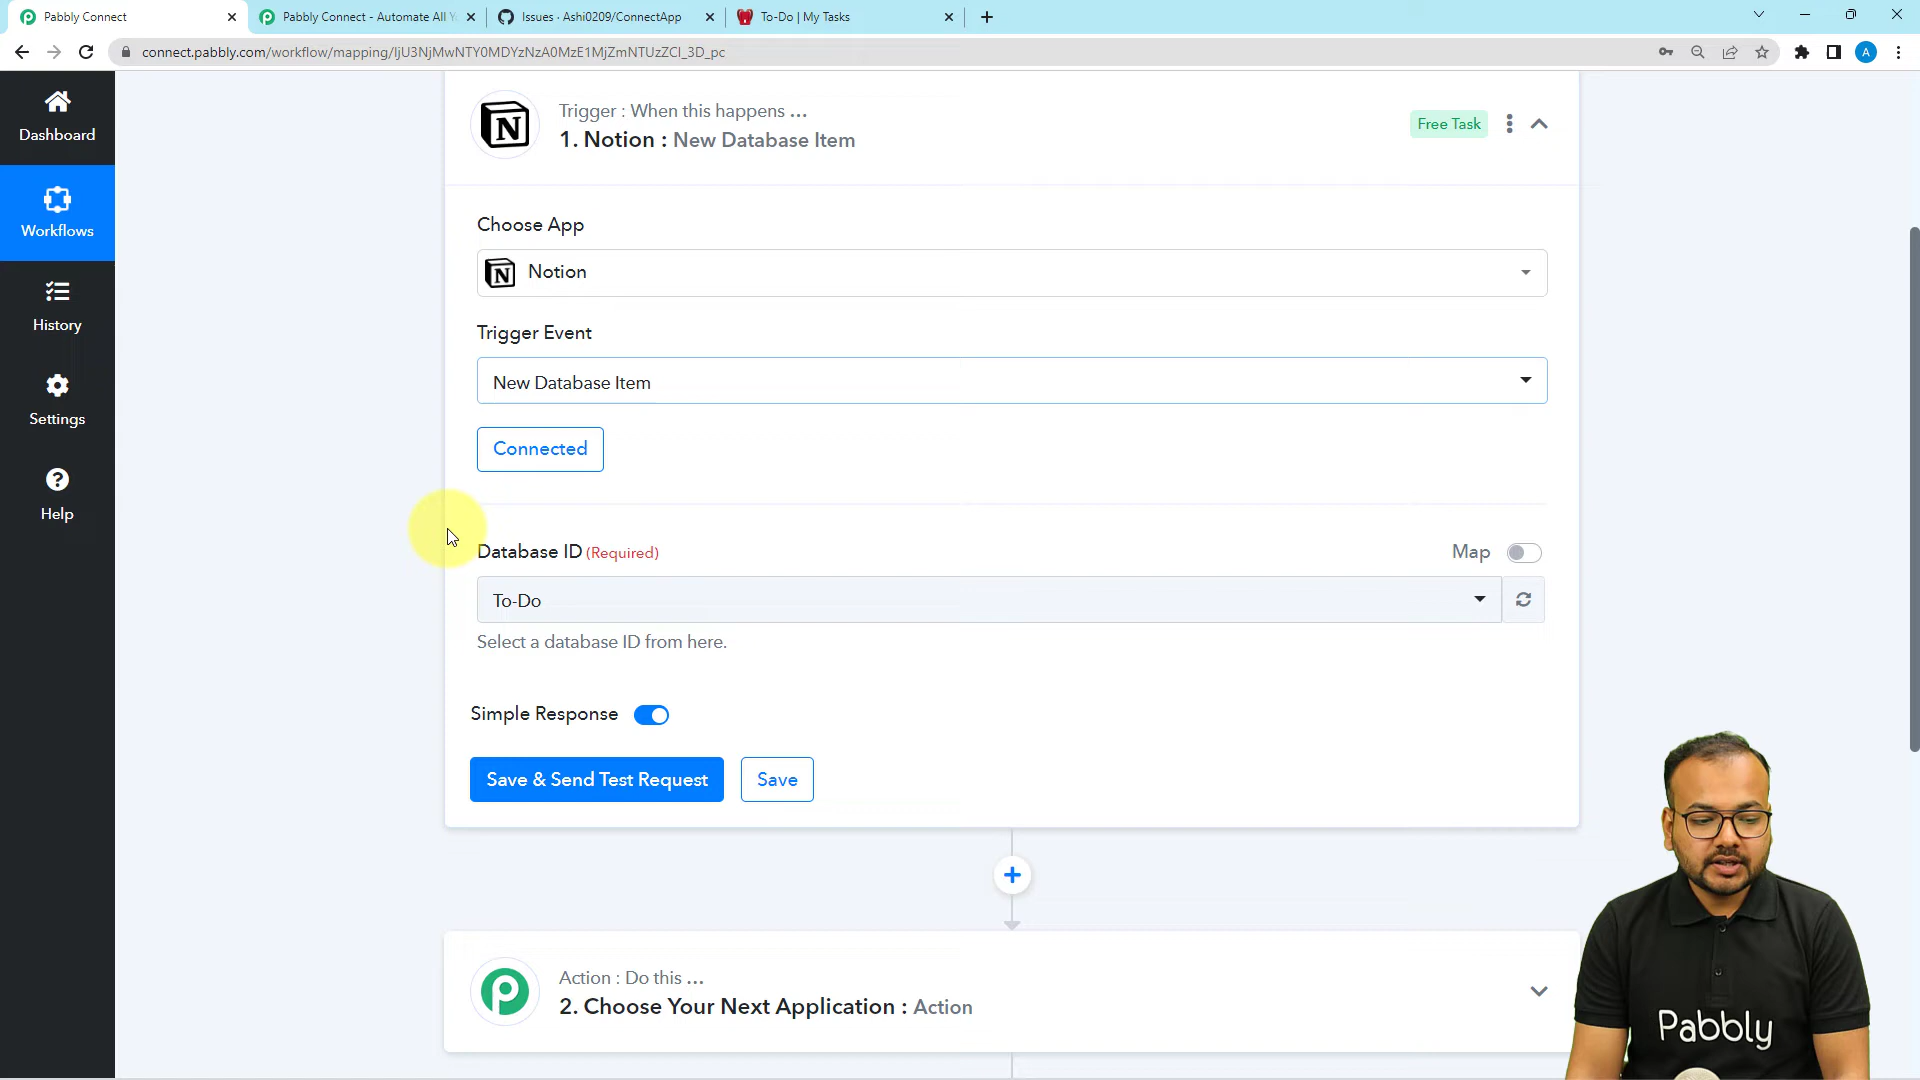 Pabbly Connect
Pabbly Connect - Automate All Y
Issues · Ashi0209/ConnectApp
To-Do | My Tasks
connect.pabbly.com/workflow/mapping/IjU3NjMwNTY0MDYzNzA0MzE1MjZmNTUzZCI_3D_pc
A
Dashboard
Workflows
History
Settings
Help
Trigger : When this happens ...
1. Notion : New Database Item
Free Task
Choose App
Notion
Trigger Event
New Database Item
Connected
Database ID (Required)
Map
To-Do
Select a database ID from here.
Simple Response
Save & Send Test Request
Save
Action : Do this ...
2. Choose Your Next Application : Action
Pabbly